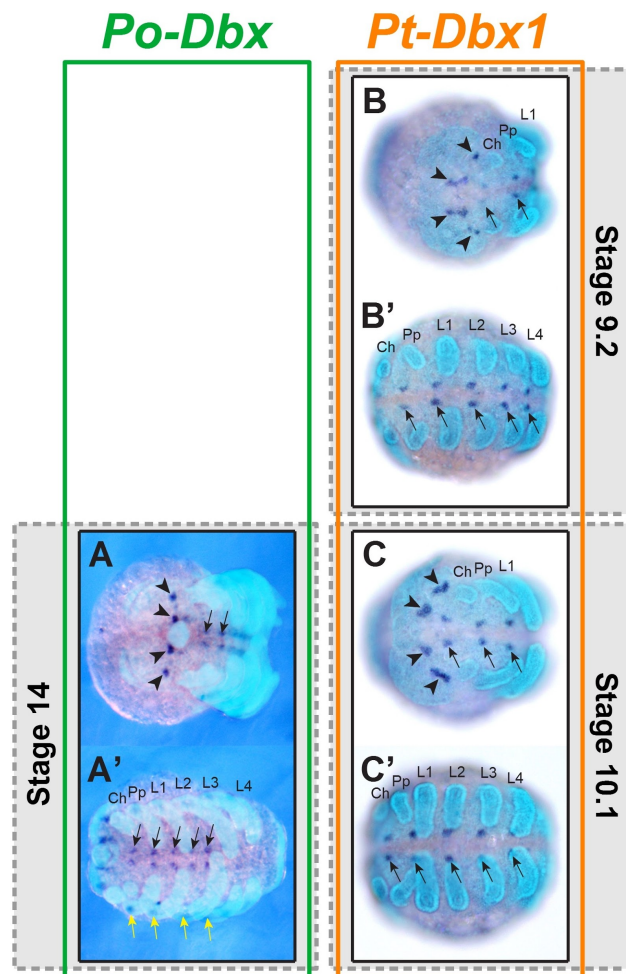 Po-Dbx
Pt-Dbx1
B
Ch
Pp
L1
B’
Ch
Pp
L1
L2
L3
L4
Stage 9.2
A
A’
Ch
Pp
L1
L2
L3
L4
Stage 14
C
Ch
Pp
L1
C’
Ch
Pp
L1
L2
L3
L4
Stage 10.1